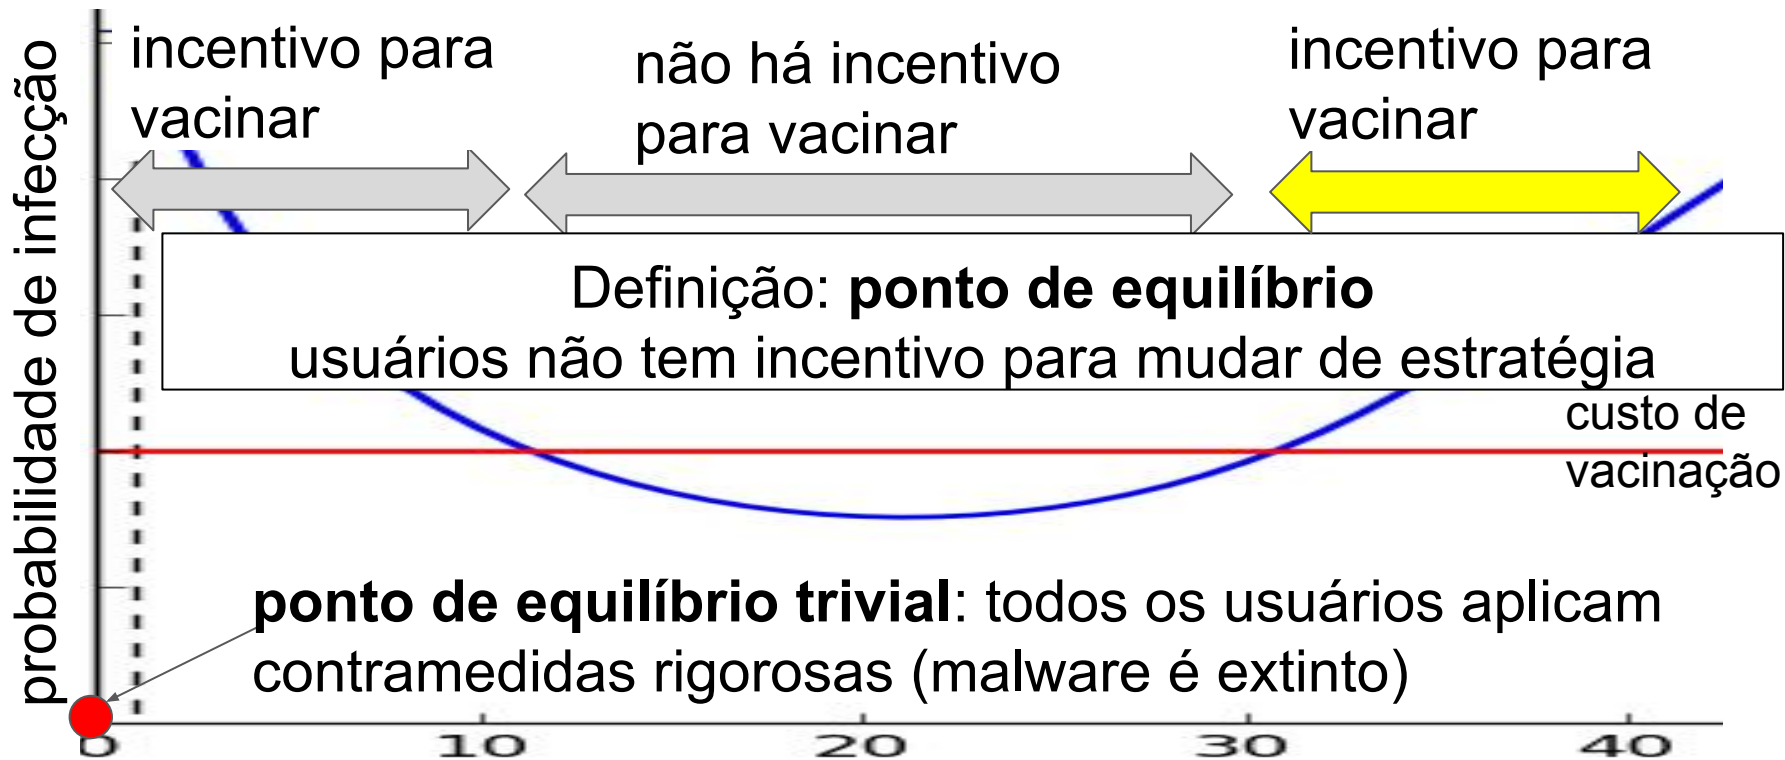 incentivo para
vacinar
não há incentivo
para vacinar
incentivo para
vacinar
probabilidade de infecção
Definição: ponto de equilíbrio
usuários não tem incentivo para mudar de estratégia
custo de
vacinação
ponto de equilíbrio trivial: todos os usuários aplicam
contramedidas rigorosas (malware é extinto)
0 10 20 30 40